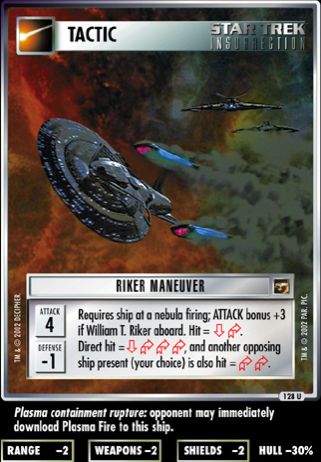 TACTIC
STAR TREK
INSURRECTION
RIKER MANEUVER
ATTACK
4
DEFENSE
-1
Requires ship at a nebula firing; ATTACK bonus +3
if William T. Riker aboard. Hit =
Direct hit = , and another opposing
ship present (your choice) is also hit =
TM & © 2002 DECIPHER
TM & © 2002 PAR. PIC.
128 U
Plasma containment rupture: opponent may immediately
download Plasma Fire to this ship.
RANGE -2
WEAPONS -2
SHIELDS -2
HULL -30%